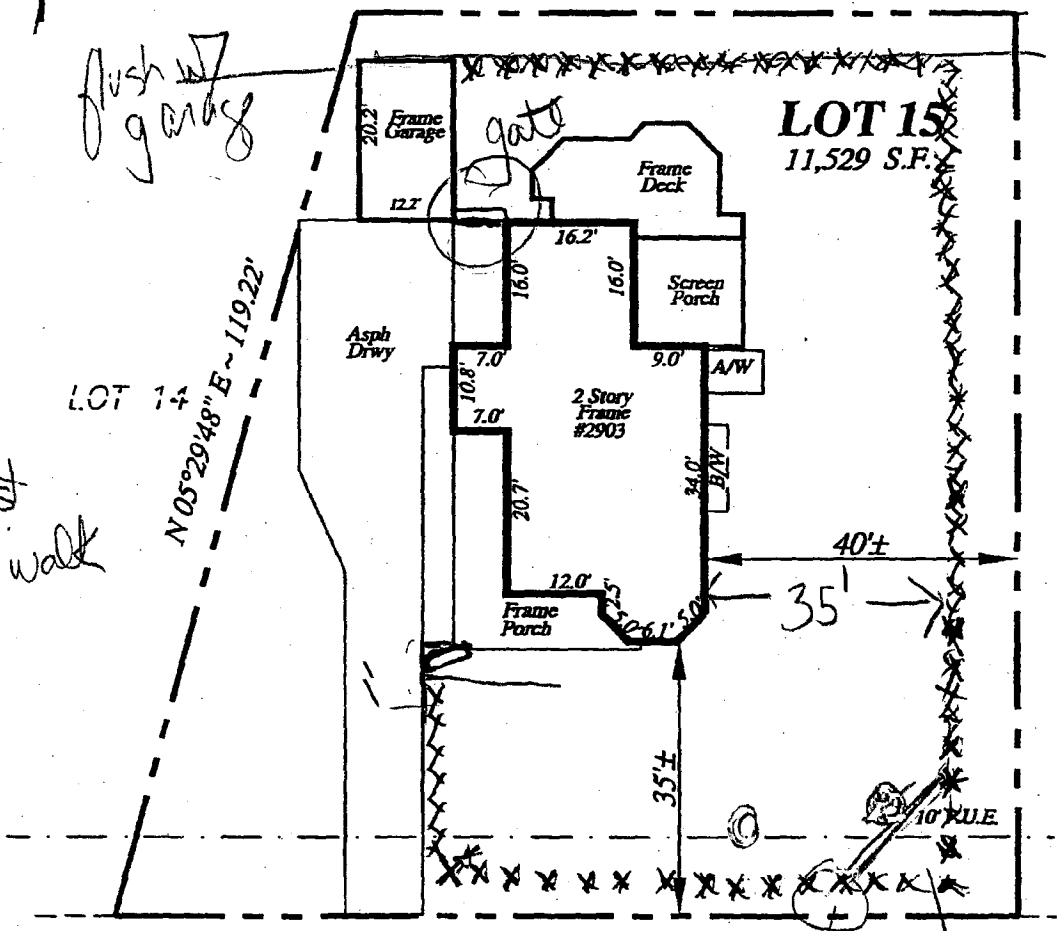 flush w/
garage
Frame
Garage
20.2'
12.2'
gate
LOT 15
11,529 S.F.
Frame
Deck
16.2'
16.0'
16.0'
Screen
Porch
Asph
Drwy
7.0'
9.0'
A/W
10.8'
2 Story
Frame
#2903
LOT 14
N 05°29'48" E ~ 119.22'
7.0'
B/W
34.0'
20.7'
walk
40'±
35'
12.0'
2.5'
5.0'
6.1'
5.0'
Frame
Porch
35'±
10' P.U.E.